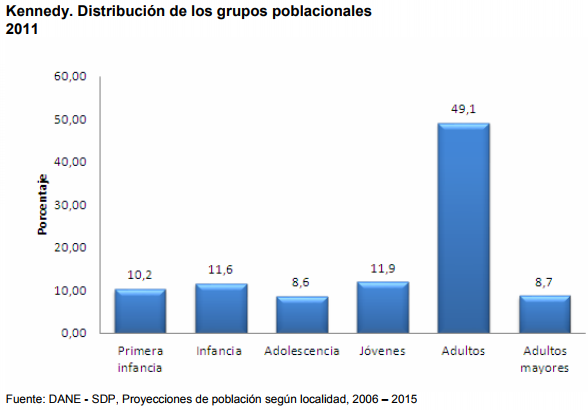 Kennedy. Distribución de los grupos poblacionales
2011
60,00
50,00
40,00
30,00
20,00
10,00
0,00
Porcentaje
10,2
11,6
8,6
11,9
49,1
8,7
Primera
infancia
Infancia
Adolescencia
Jóvenes
Adultos
Adultos
mayores
Fuente: DANE - SDP, Proyecciones de población según localidad, 2006 – 2015